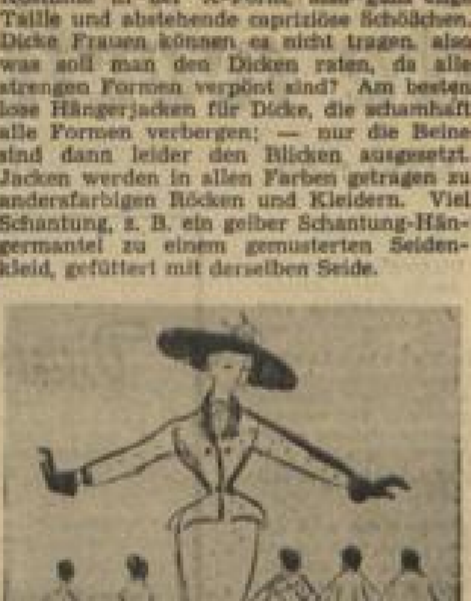 Taille und abstehende capriziöse Schößchen.
Dicke Frauen können es nicht tragen, also
was soll man den Dicken raten, da alle
strengen Formen verpönt sind? Am besten
lose Hängerjacken für Dicke, die schamhaft
alle Formen verbergen; — nur die Beine
sind dann leider den Blicken ausgesetzt.
Jacken werden in allen Farben getragen zu
andersfarbigen Röcken und Kleidern. Viel
Schantung, z. B. ein gelber Schantung-Hän-
germantel zu einem gemusterten Seiden-
kleid, gefüttert mit derselben Seide.